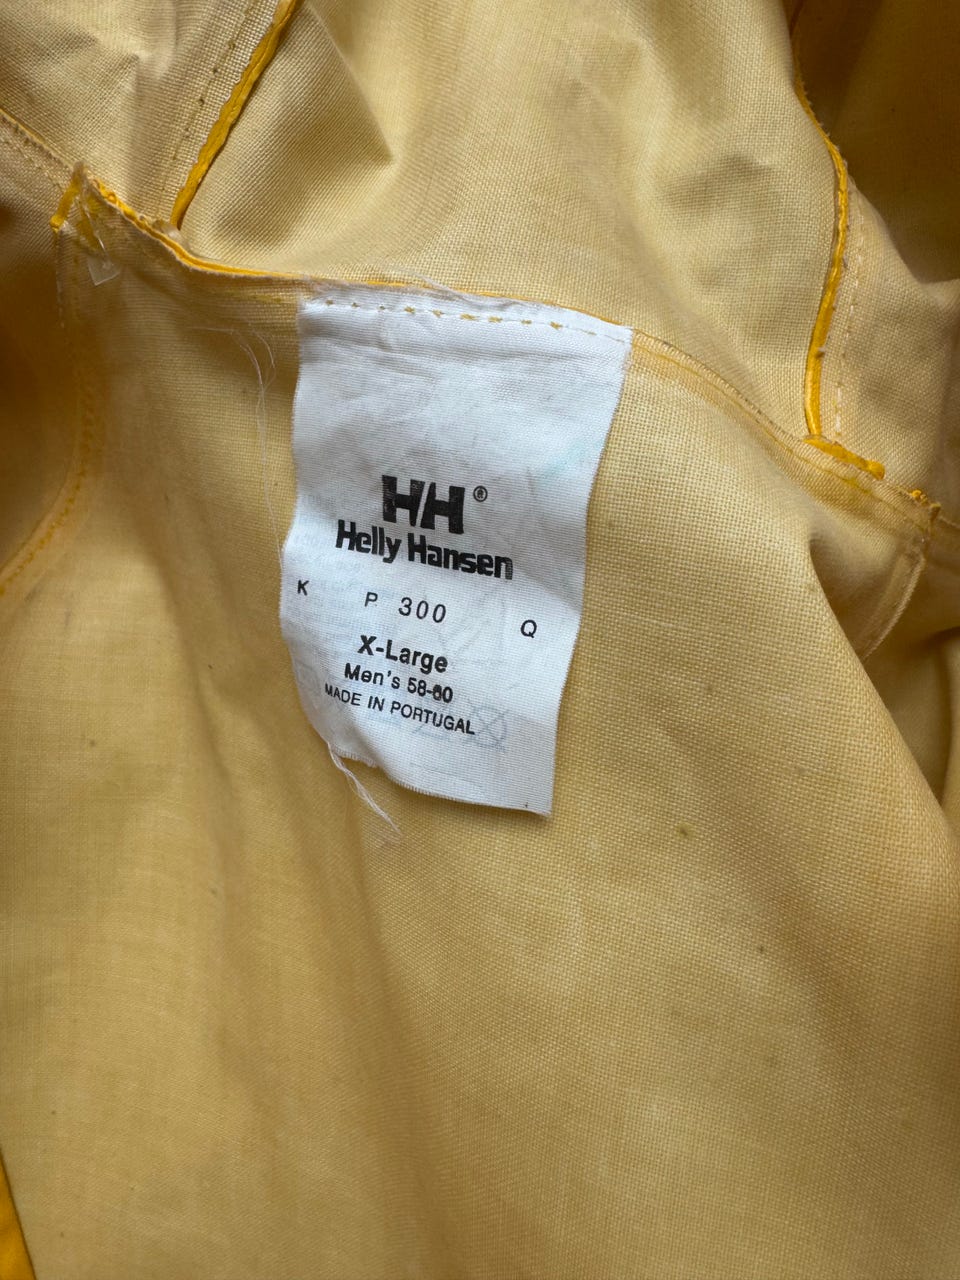 HH®
Helly Hansen
K P 300 Q
X-Large
Men's 58-60
MADE IN PORTUGAL